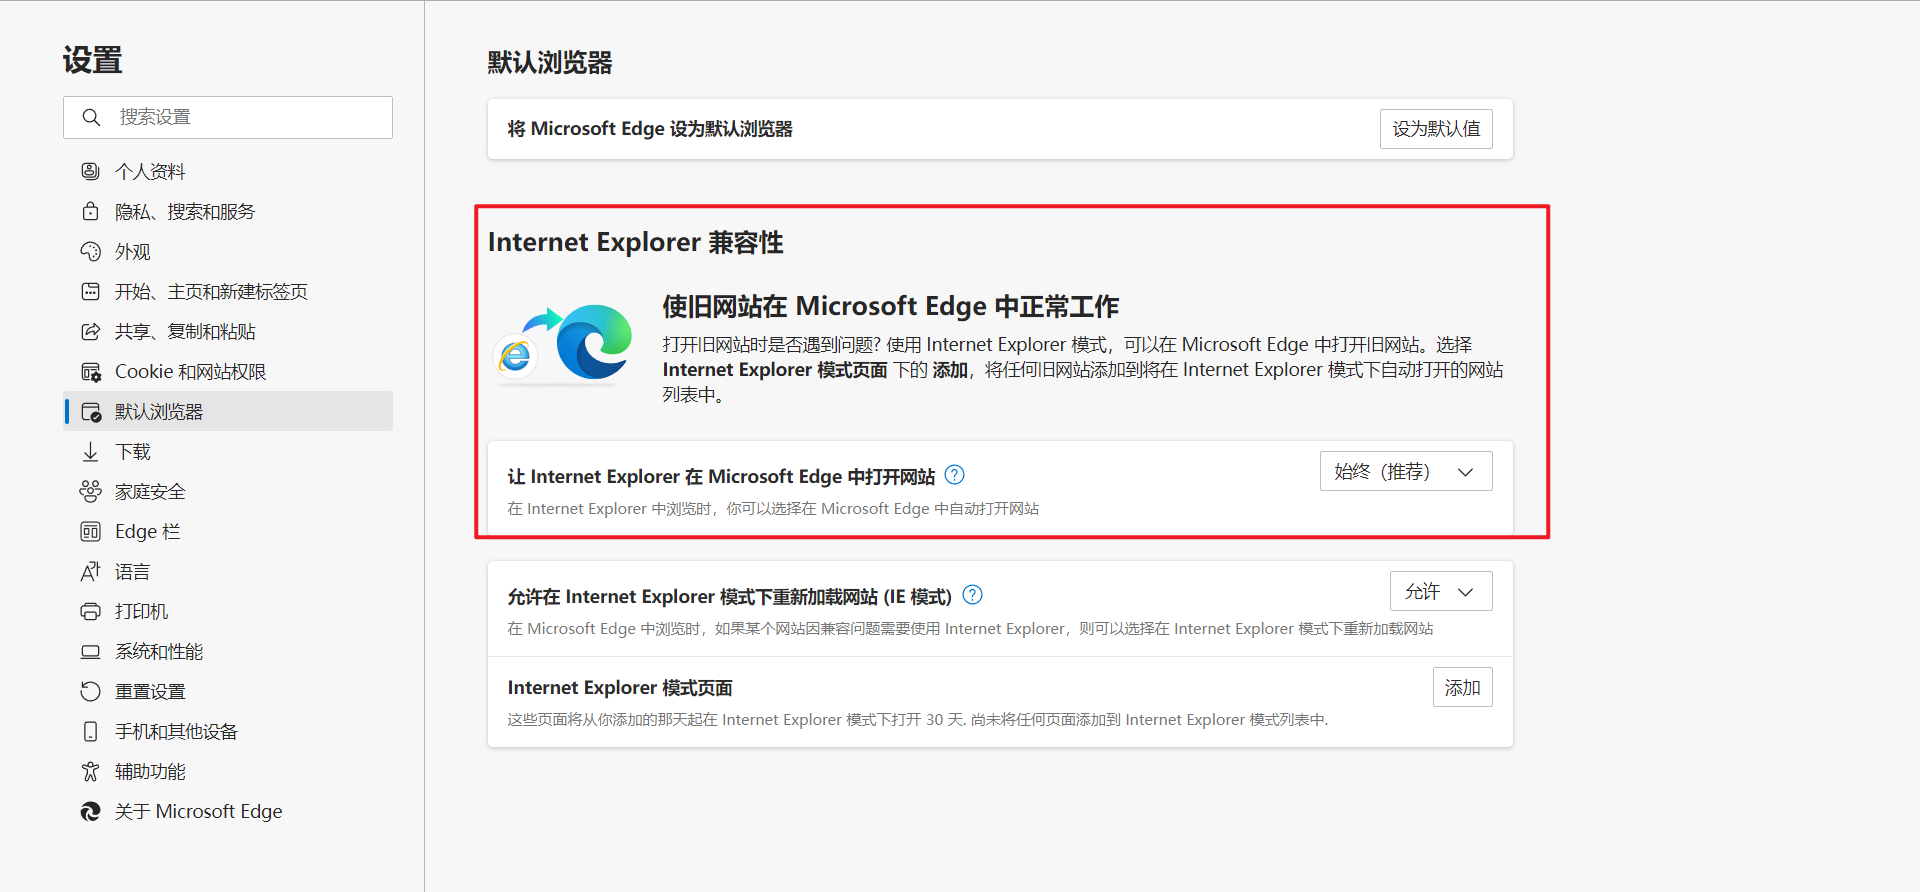 设置
搜索设置
个人资料
隐私、搜索和服务
外观
开始、主页和新建标签页
共享、复制和粘贴
Cookie 和网站权限
默认浏览器
下载
家庭安全
Edge 栏
语言
打印机
系统和性能
重置设置
手机和其他设备
辅助功能
关于 Microsoft Edge
默认浏览器
将 Microsoft Edge 设为默认浏览器
设为默认值
Internet Explorer 兼容性
使旧网站在 Microsoft Edge 中正常工作
打开旧网站时是否遇到问题? 使用 Internet Explorer 模式，可以在 Microsoft Edge 中打开旧网站。选择
Internet Explorer 模式页面 下的 添加，将任何旧网站添加到将在 Internet Explorer 模式下自动打开的网站
列表中。
让 Internet Explorer 在 Microsoft Edge 中打开网站
始终（推荐）
在 Internet Explorer 中浏览时，你可以选择在 Microsoft Edge 中自动打开网站
允许在 Internet Explorer 模式下重新加载网站 (IE 模式)
允许
在 Microsoft Edge 中浏览时，如果某个网站因兼容问题需要使用 Internet Explorer，则可以选择在 Internet Explorer 模式下重新加载网站
Internet Explorer 模式页面
添加
这些页面将从你添加的那天起在 Internet Explorer 模式下打开 30 天. 尚未将任何页面添加到 Internet Explorer 模式列表中.